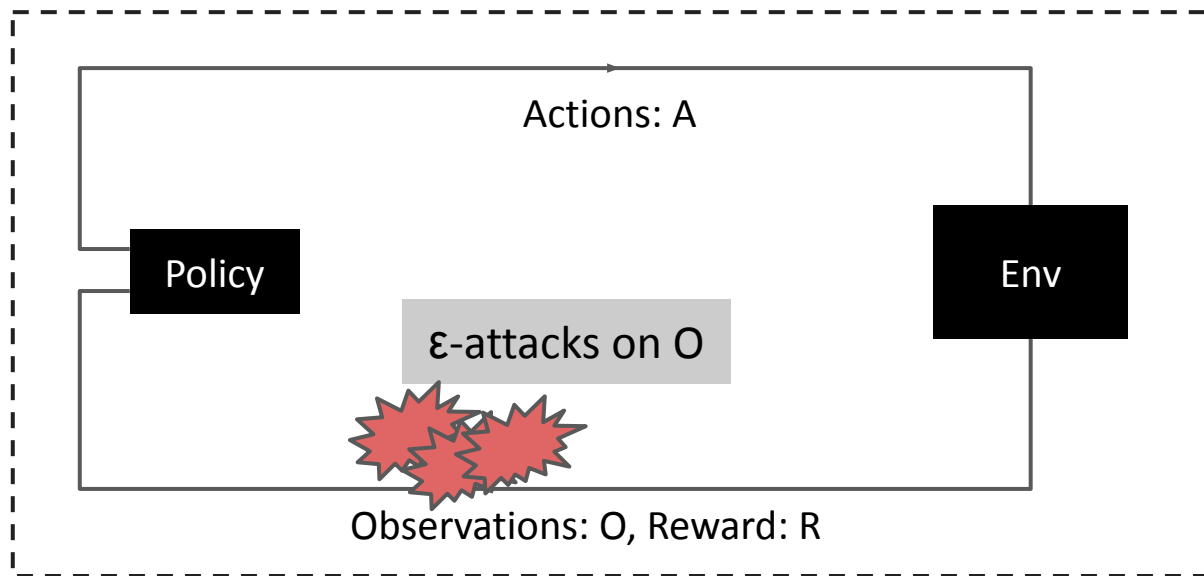 Actions: A
Policy
Env
ε-attacks on O
Observations: O, Reward: R